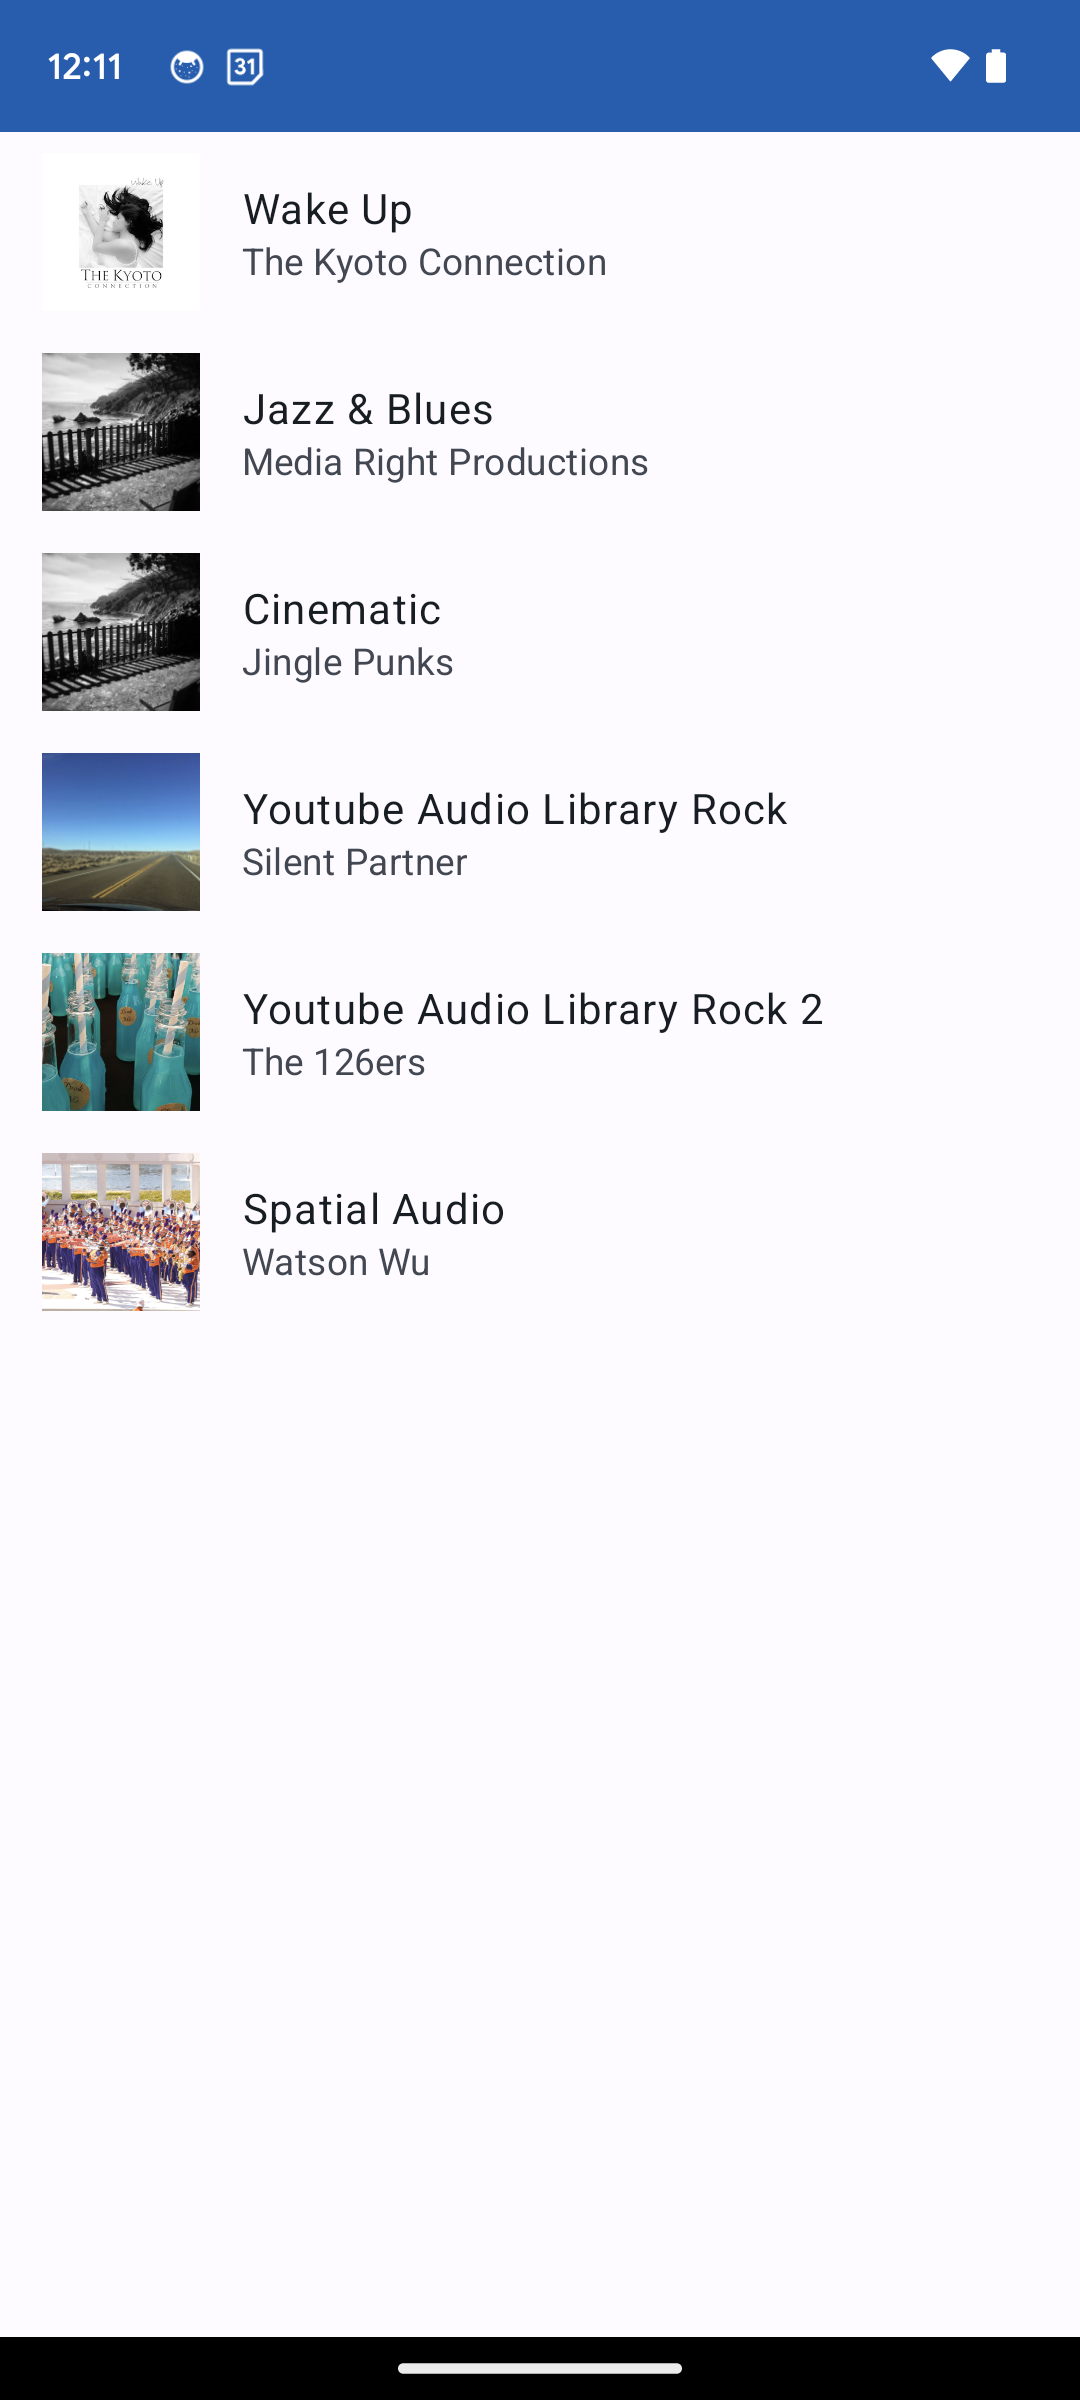 12:11
31
Wake Up
THE KYOTO
CONNECTION
Wake Up
The Kyoto Connection
Jazz & Blues
Media Right Productions
Cinematic
Jingle Punks
Youtube Audio Library Rock
Silent Partner
Youtube Audio Library Rock 2
The 126ers
Spatial Audio
Watson Wu